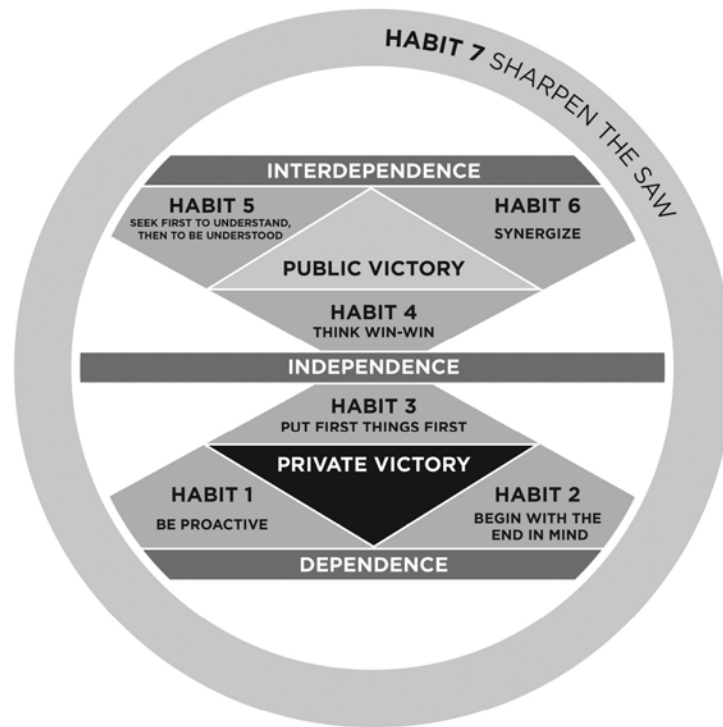 HABIT 7 SHARPEN THE SAW
INTERDEPENDENCE
HABIT 5
SEEK FIRST TO UNDERSTAND,
THEN TO BE UNDERSTOOD
HABIT 6
SYNERGIZE
PUBLIC VICTORY
HABIT 4
THINK WIN-WIN
INDEPENDENCE
HABIT 3
PUT FIRST THINGS FIRST
PRIVATE VICTORY
HABIT 1
BE PROACTIVE
HABIT 2
BEGIN WITH THE
END IN MIND
DEPENDENCE